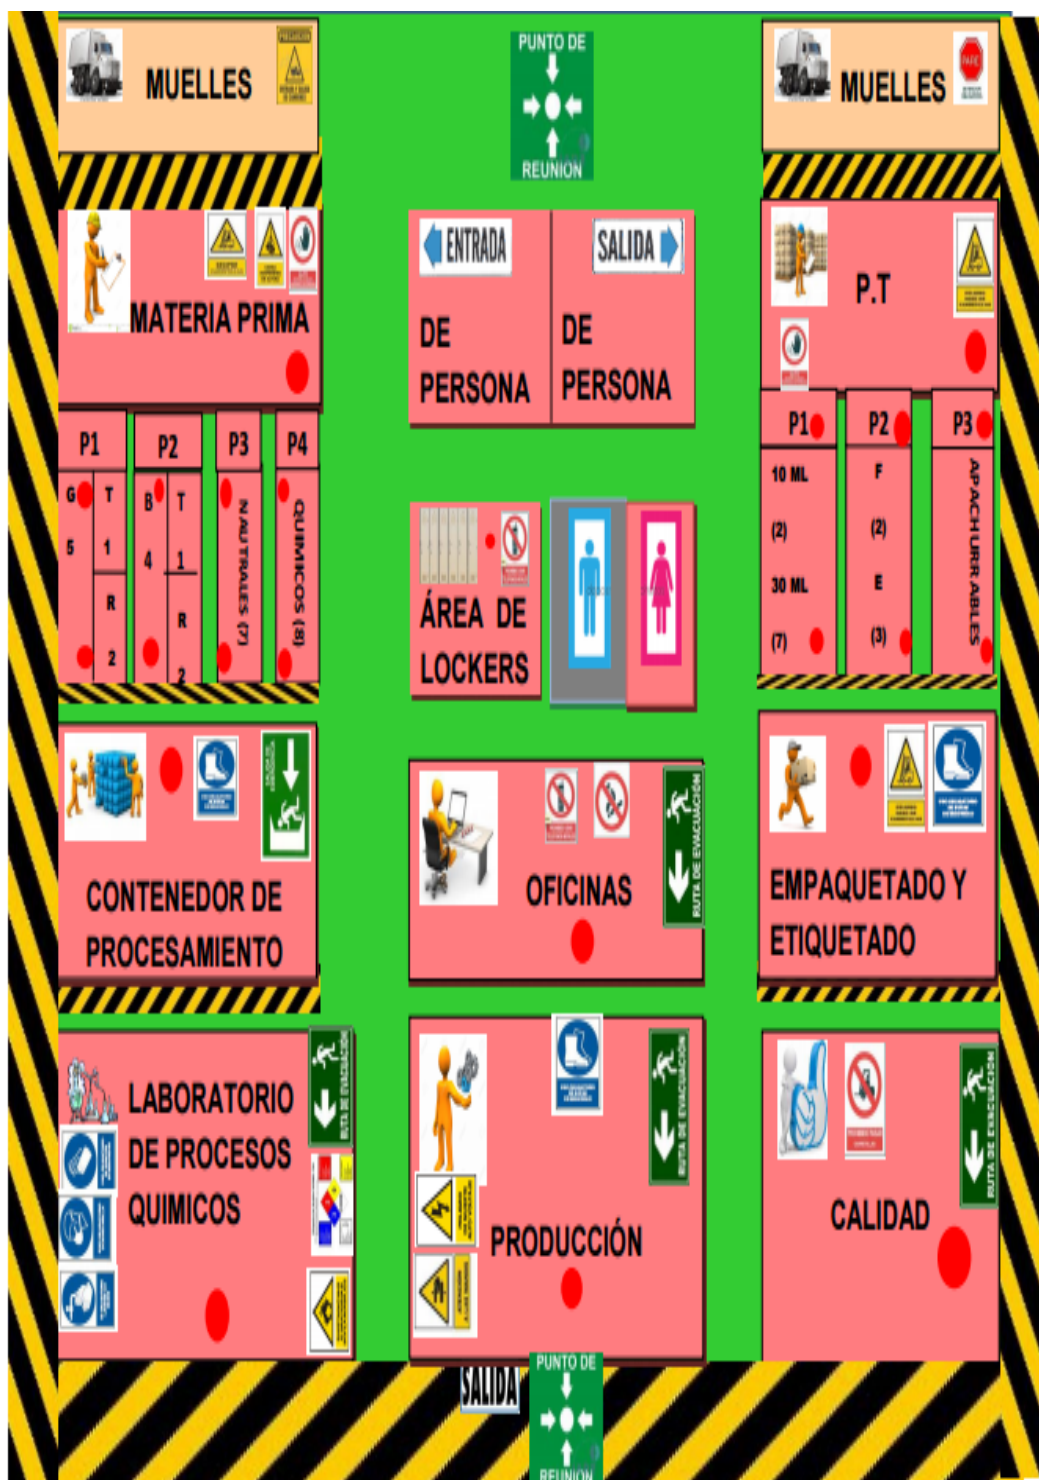 PUNTO DE
REUNION
MUELLES
PRECAUCION
MUELLES
PARE
MATERIA PRIMA
ENTRADA
DE
PERSONA
SALIDA
DE
PERSONA
P.T
P1
G
5
T
1
R
2
P2
B
4
T
1
R
2
P3
NAUTRALES (7)
P4
QUIMICOS (8)
ÁREA DE
LOCKERS
P1
10 ML
(2)
30 ML
(7)
P2
F
(2)
E
(3)
P3
APACHURRABLES
CONTENEDOR DE
PROCESAMIENTO
OFICINAS
RUTA DE EVACUACIÓN
EMPAQUETADO Y
ETIQUETADO
LABORATORIO
DE PROCESOS
QUIMICOS
RUTA DE EVACUACIÓN
PRODUCCIÓN
RUTA DE EVACUACIÓN
CALIDAD
RUTA DE EVACUACIÓN
SALIDA
PUNTO DE
REUNION